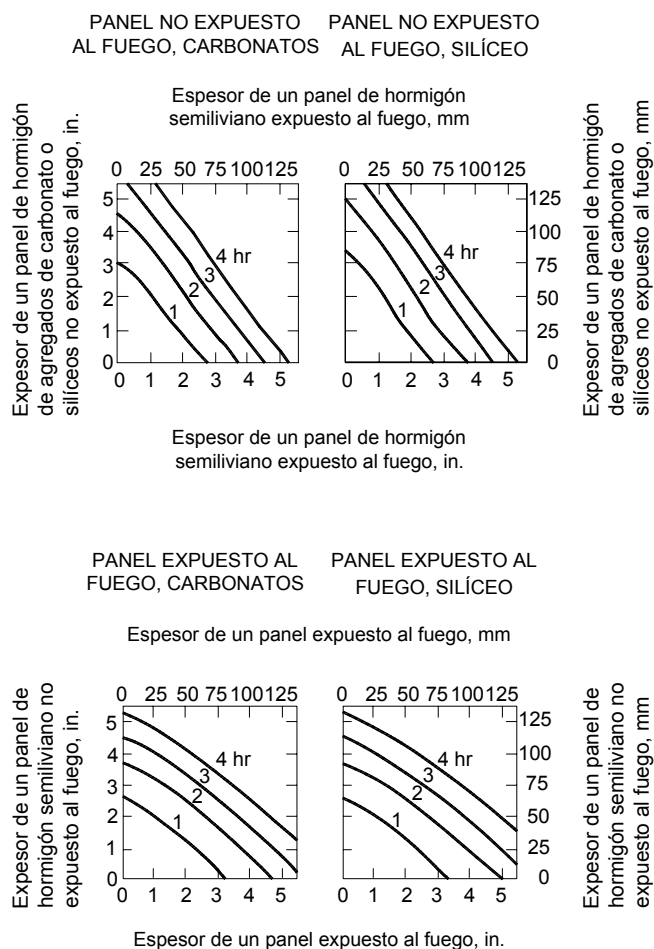 PANEL NO EXPUESTO
AL FUEGO, CARBONATOS
PANEL NO EXPUESTO
AL FUEGO, SILÍCEO
Espesor de un panel de hormigón
semiliviano expuesto al fuego, mm
Expesor de un panel de hormigón
de agregados de carbonato o
silíceos no expuesto al fuego, in.
0 25 50 75 100 125
5
4
3
2
1
0
4 hr
3
2
1
0 1 2 3 4 5
0 25 50 75 100 125
4 hr
3
2
1
125
100
75
50
25
0
0 1 2 3 4 5
Expesor de un panel de hormigón
de agregados de carbonato o
silíceos no expuesto al fuego, mm
Espesor de un panel de hormigón
semiliviano expuesto al fuego, in.
PANEL EXPUESTO AL
FUEGO, CARBONATOS
PANEL EXPUESTO AL
FUEGO, SILÍCEO
Espesor de un panel expuesto al fuego, mm
Expesor de un panel de
hormigón semiliviano no
expuesto al fuego, in.
0 25 50 75 100 125
5
4
3
2
1
0
4 hr
3
2
1
0 1 2 3 4 5
0 25 50 75 100 125
4 hr
3
2
1
125
100
75
50
25
0
0 1 2 3 4 5
Expesor de un panel de
hormigón semiliviano no
expuesto al fuego, mm
Espesor de un panel expuesto al fuego, in.